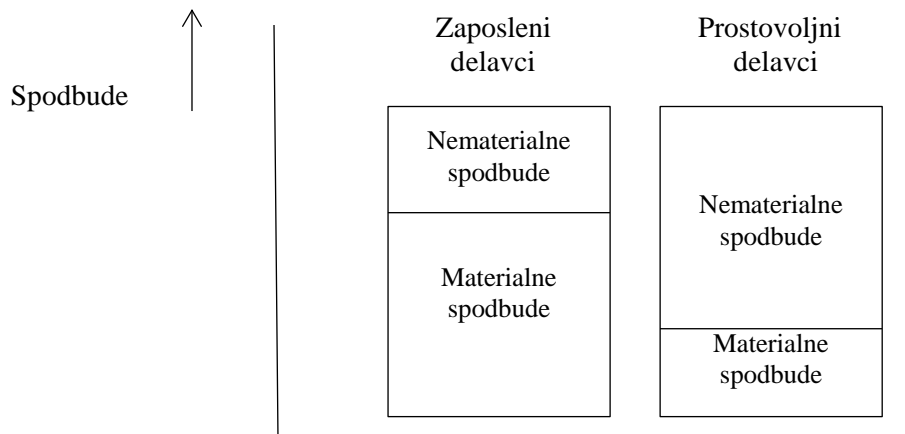 Spodbude
Zaposleni
delavci
Prostovoljni
delavci
Nematerialne
spodbude
Materialne
spodbude
Nematerialne
spodbude
Materialne
spodbude